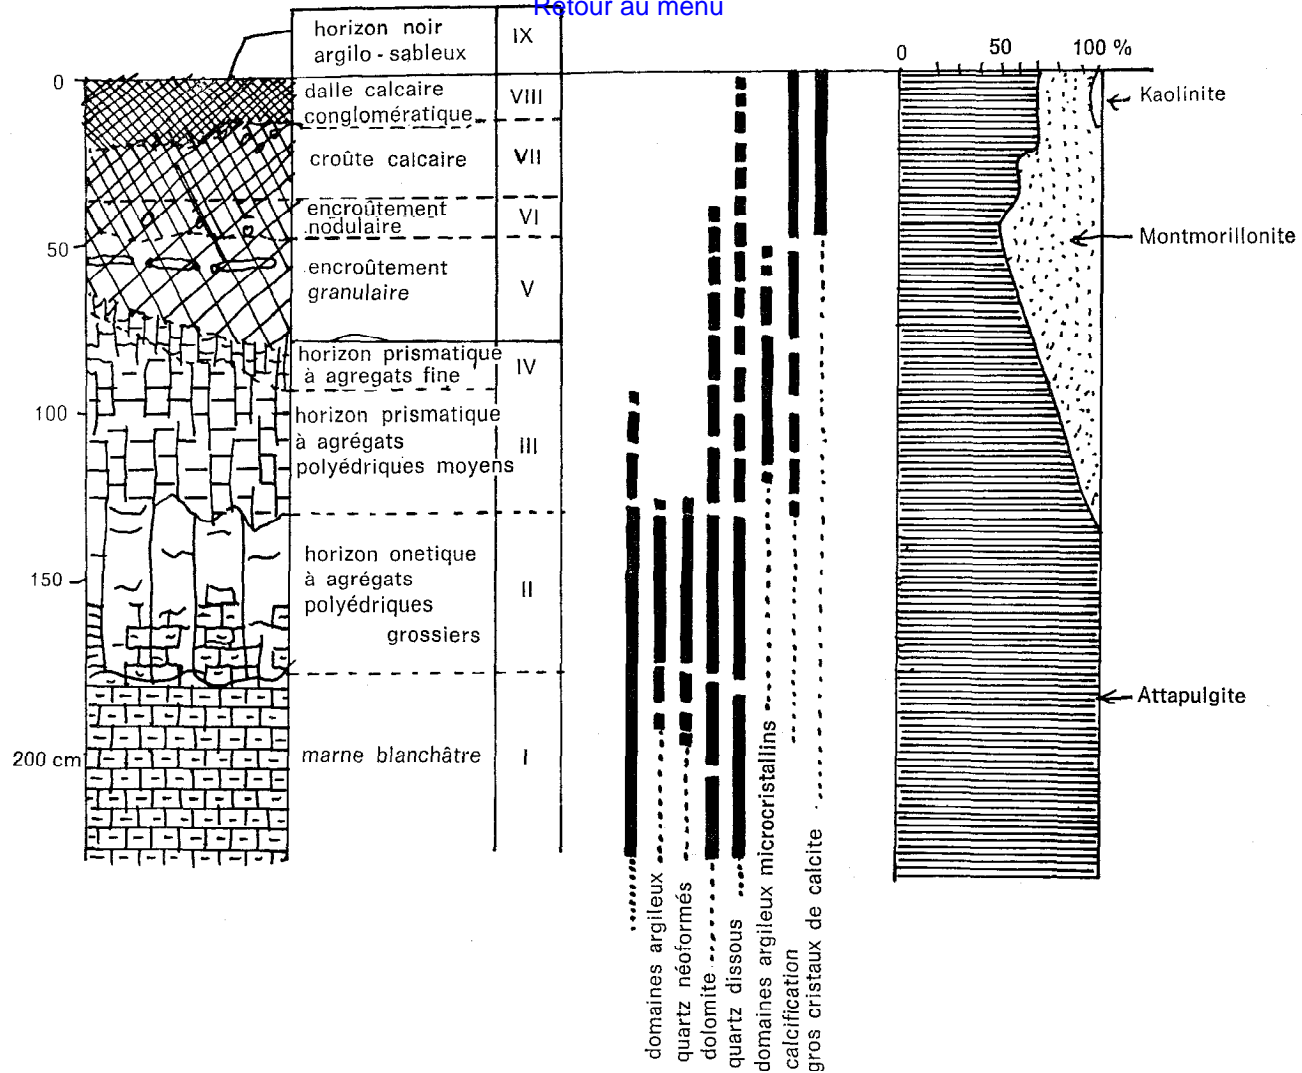 Retour au menu
horizon noir
argilo - sableux
IX
0
dalle calcaire
conglomératique
VIII
croûte calcaire
VII
encroûtement
nodulaire
VI
50
encroûtement
granulaire
V
horizon prismatique
à agregats fine
IV
100
horizon prismatique
à agrégats
polyédriques moyens
III
150
horizon onetique
à agrégats
polyédriques
grossiers
II
200 cm
marne blanchâtre
I
domaines argileux
quartz néoformés
dolomite
quartz dissous
domaines argileux microcristallins
calcification
gros cristaux de calcite
0 50 100 %
Kaolinite
Montmorillonite
Attapulgite